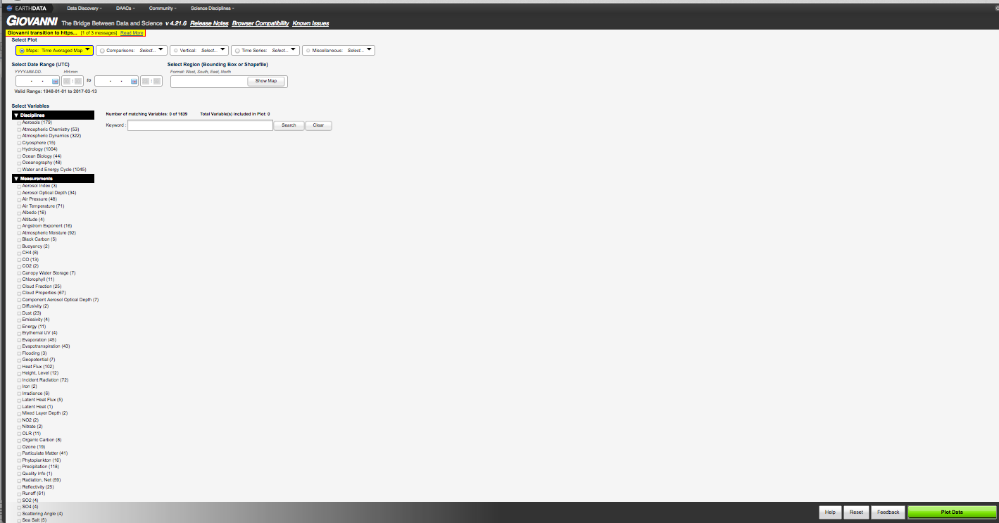 EARTHDATA Data Discovery DAACs Community Science Disciplines
GIOVANNI The Bridge Between Data and Science v 4.21.6 Release Notes Browser Compatibility Known Issues
Giovanni transition to https... [1 of 3 messages] Read More
Select Plot
Maps: Time Averaged Map Comparisons: Select... Vertical: Select... Time Series: Select... Miscellaneous: Select...
Select Date Range (UTC) Select Region (Bounding Box or Shapefile)
YYYY-MM-DD. HH:mm Format: West, South, East, North
- - : to - - : Show Map
Valid Range: 1948-01-01 to 2017-03-13
Select Variables
Disciplines Number of matching Variables: 0 of 1639 Total Variable(s) included in Plot: 0
Aerosols (179)
Keyword : Search Clear
Atmospheric Chemistry (53)
Atmospheric Dynamics (322)
Cryosphere (15)
Hydrology (1004)
Ocean Biology (44)
Oceanography (48)
Water and Energy Cycle (1045)
Measurements
Aerosol Index (3)
Aerosol Optical Depth (34)
Air Pressure (48)
Air Temperature (71)
Albedo (18)
Altitude (4)
Angstrom Exponent (16)
Atmospheric Moisture (92)
Black Carbon (5)
Buoyancy (2)
CH4 (8)
CO (13)
CO2 (2)
Canopy Water Storage (7)
Chlorophyll (11)
Cloud Fraction (25)
Cloud Properties (67)
Component Aerosol Optical Depth (7)
Diffusivity (2)
Dust (23)
Emissivity (4)
Energy (11)
Erythemal UV (4)
Evaporation (45)
Evapotranspiration (43)
Flooding (3)
Geopotential (7)
Heat Flux (102)
Height, Level (12)
Incident Radiation (72)
Iron (2)
Irradiance (6)
Latent Heat Flux (5)
Latent Heat (1)
Mixed Layer Depth (2)
NO2 (2)
Nitrate (2)
OLR (11)
Organic Carbon (8)
Ozone (19)
Particulate Matter (41)
Phytoplankton (16)
Precipitation (118)
Quality Info (1)
Radiation, Net (59)
Reflectivity (25)
Runoff (61)
SO2 (4)
SO4 (4)
Scattering Angle (4)
Sea Salt (5)
Help Reset Feedback Plot Data